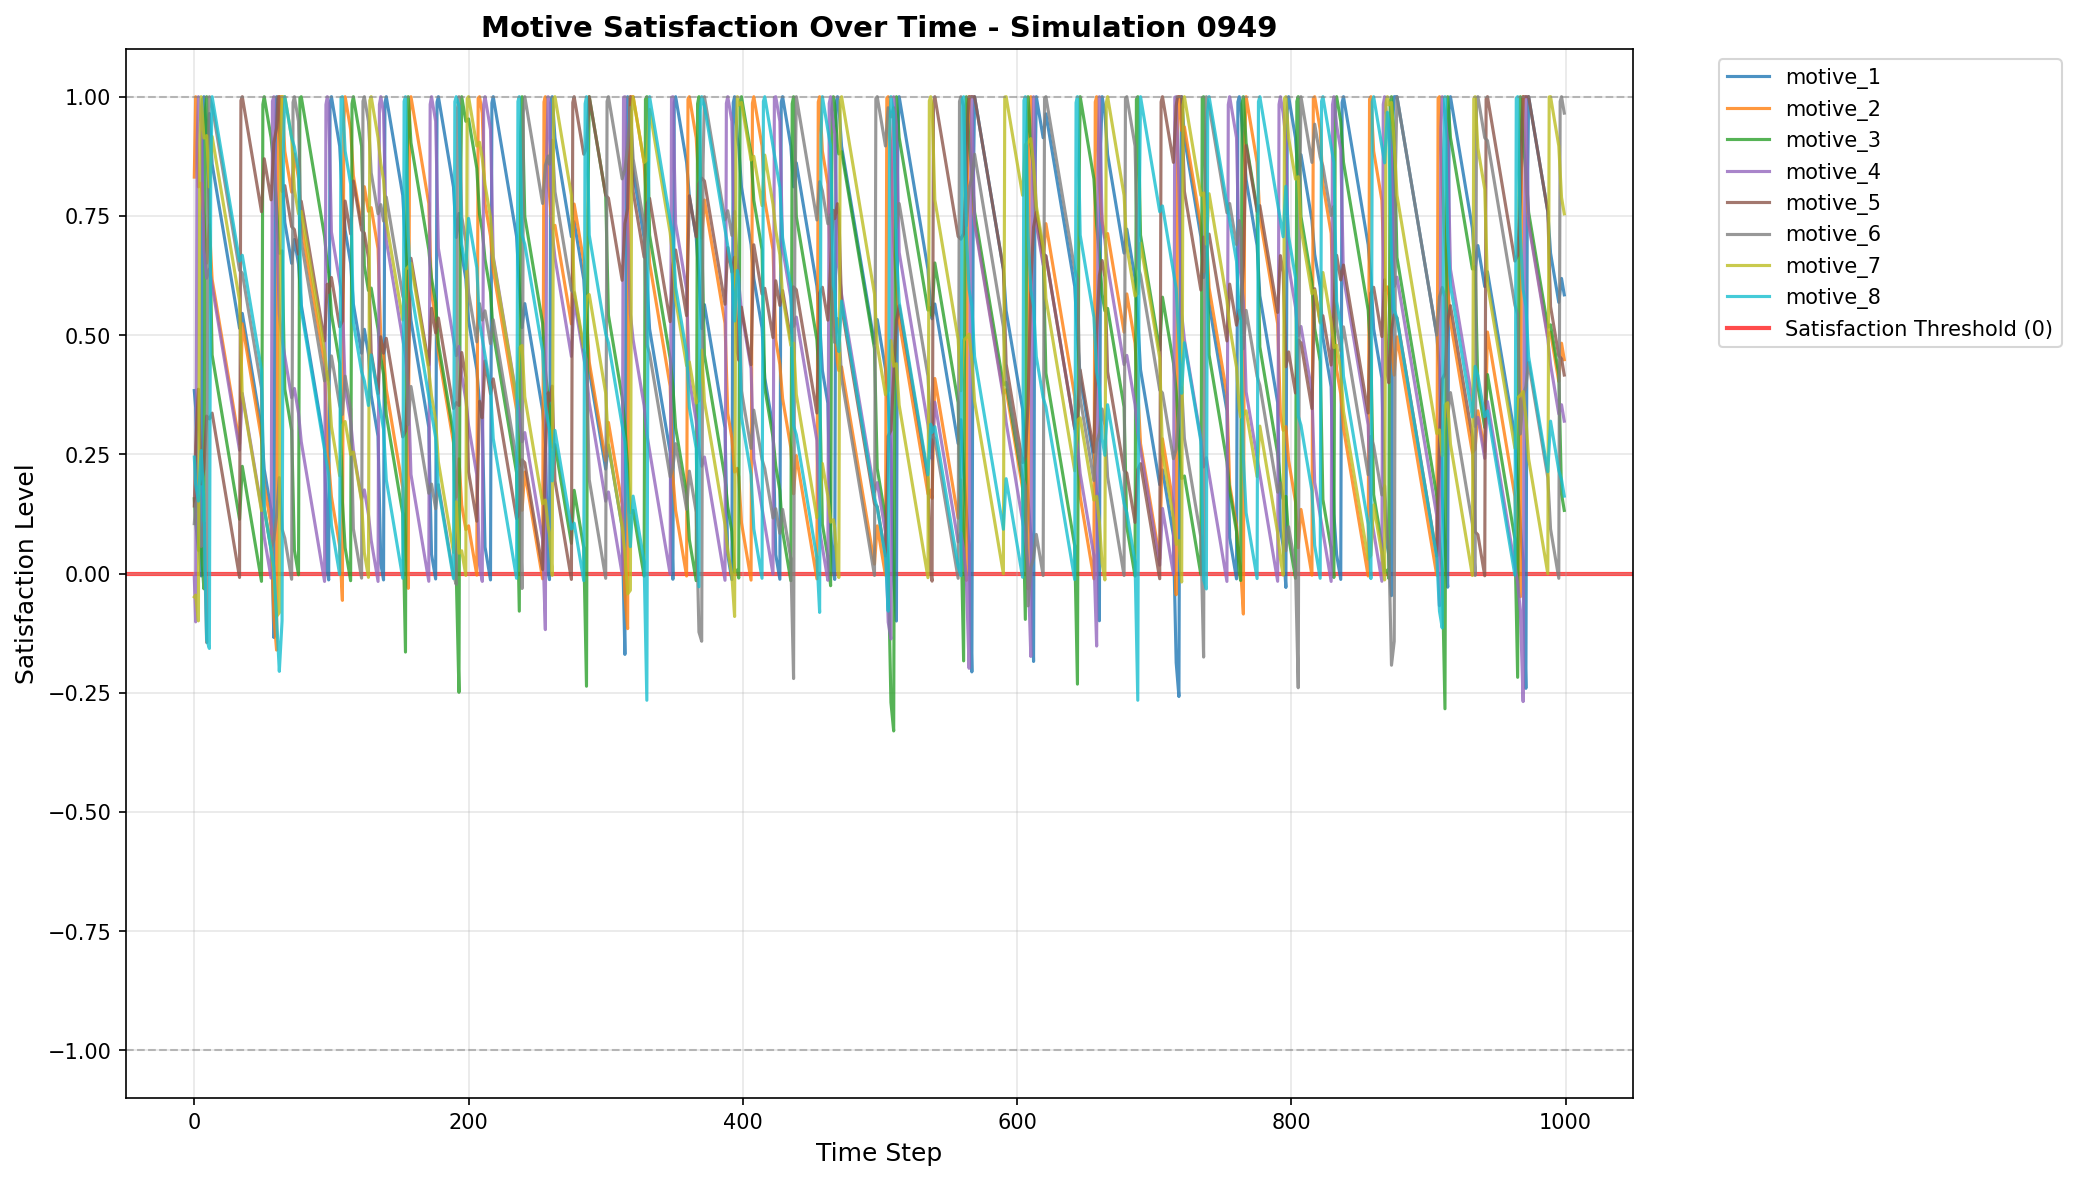 Motive Satisfaction Over Time - Simulation 0949
1.00
0.75
0.50
0.25
0.00
−0.25
−0.50
−0.75
−1.00
Satisfaction Level
0
200
400
600
800
1000
Time Step
motive_1
motive_2
motive_3
motive_4
motive_5
motive_6
motive_7
motive_8
Satisfaction Threshold (0)